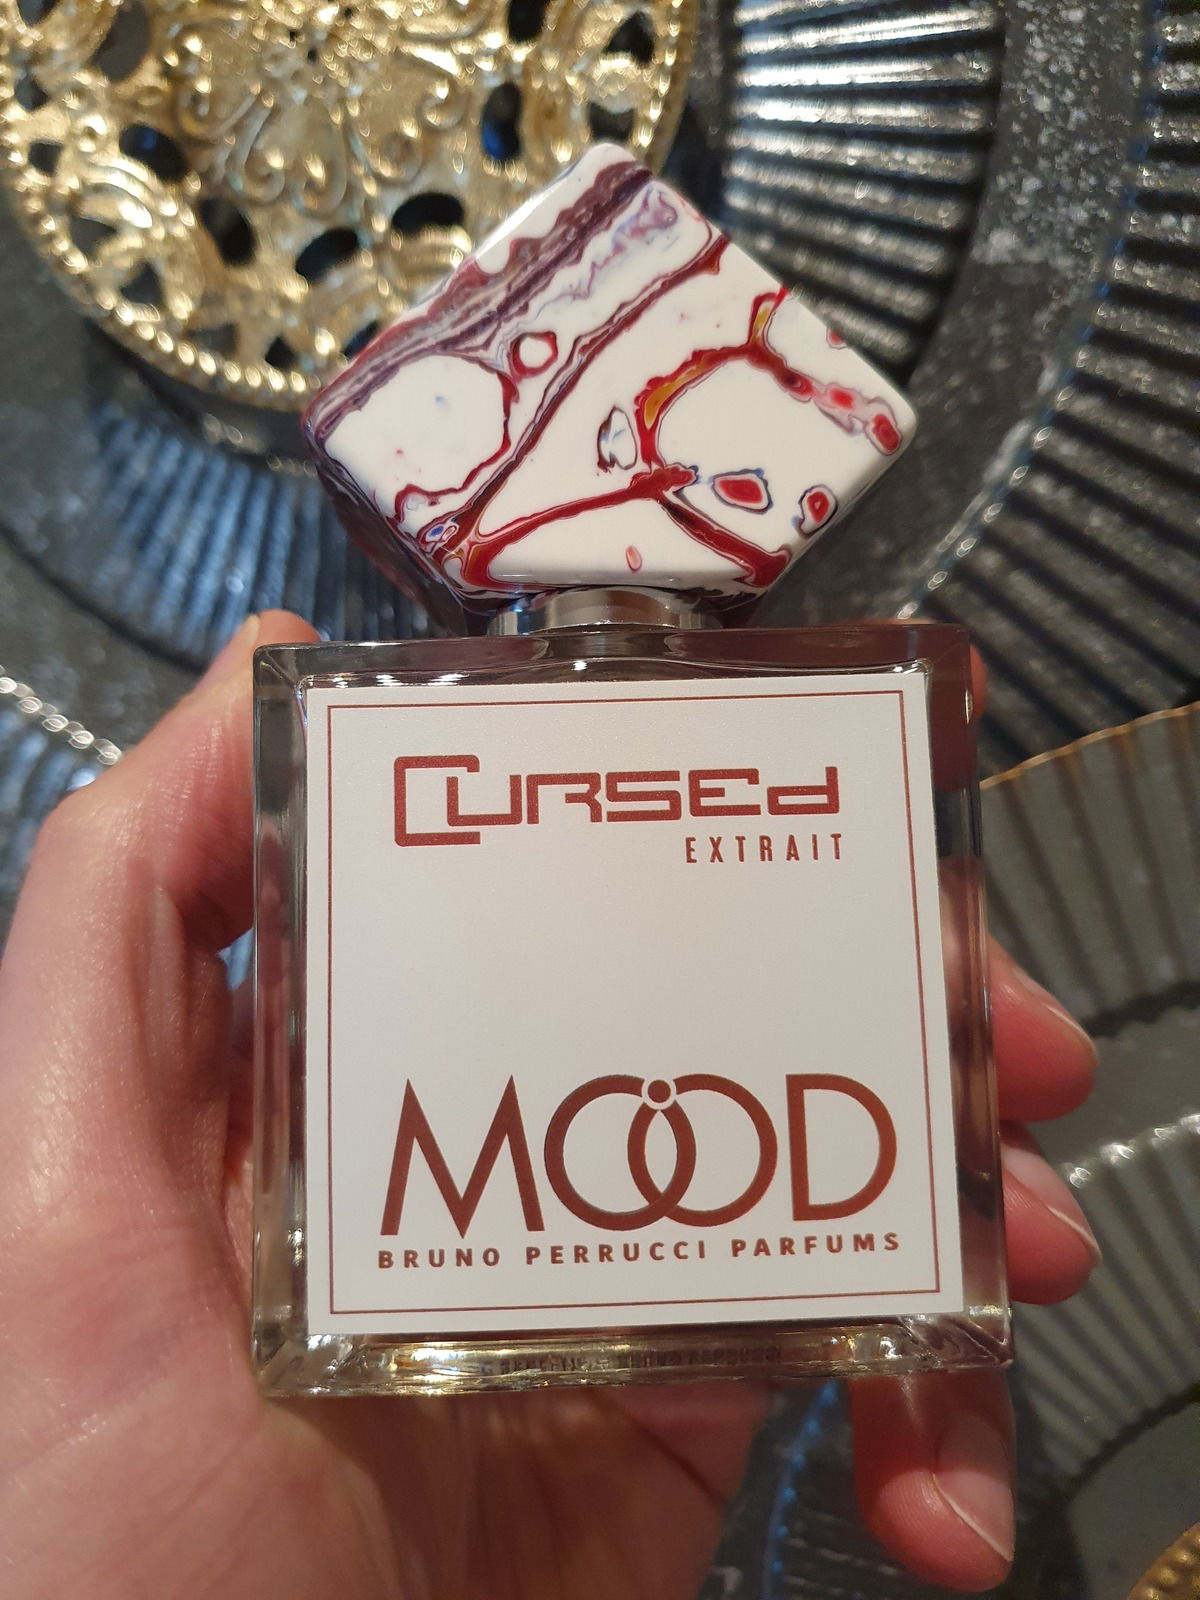 CURSEd
EXTRAIT
MOOD
BRUNO PERRUCCI PARFUMS